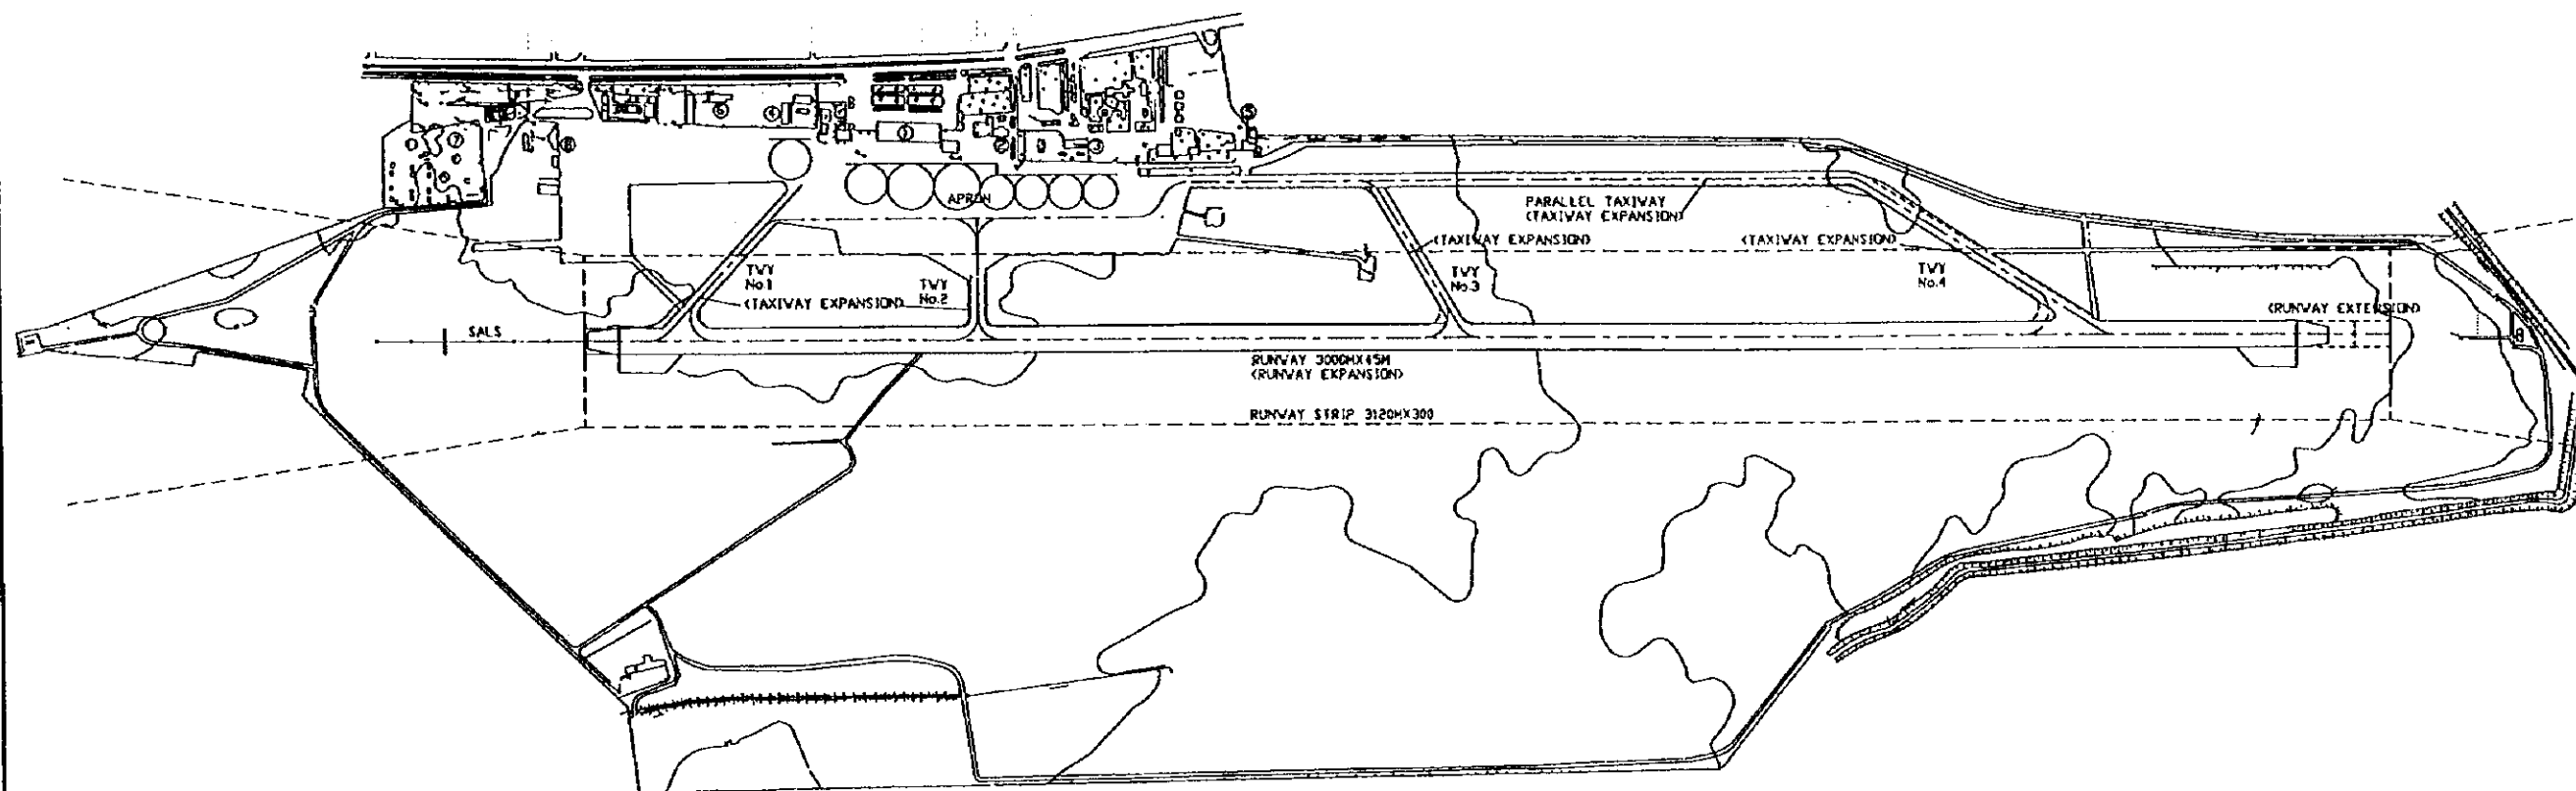 APRON
PARALLEL TAXIWAY
(TAXIWAY EXPANSION)
(TAXIWAY EXPANSION)
(TAXIWAY EXPANSION)
TWY
No.1
(TAXIWAY EXPANSION)
TWY
No.2
TWY
No.3
TWY
No.4
(RUNWAY EXTENSION)
SALS
RUNWAY 3000MX45M
(RUNWAY EXPANSION)
RUNWAY STRIP 3120MX300